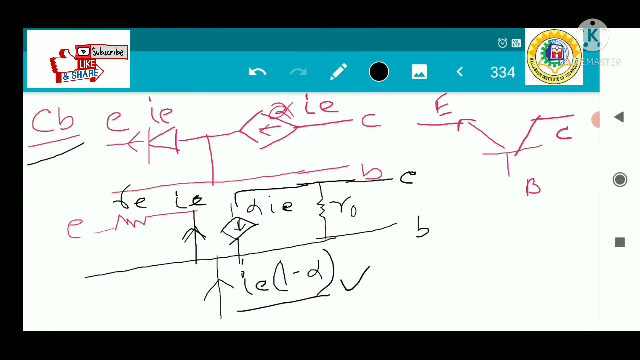 Subscribe
LIKE
& SHARE
334
Cb
e ie αie c
E
C
B
b
re ie αie r0 c
e
b
ie(1-α)